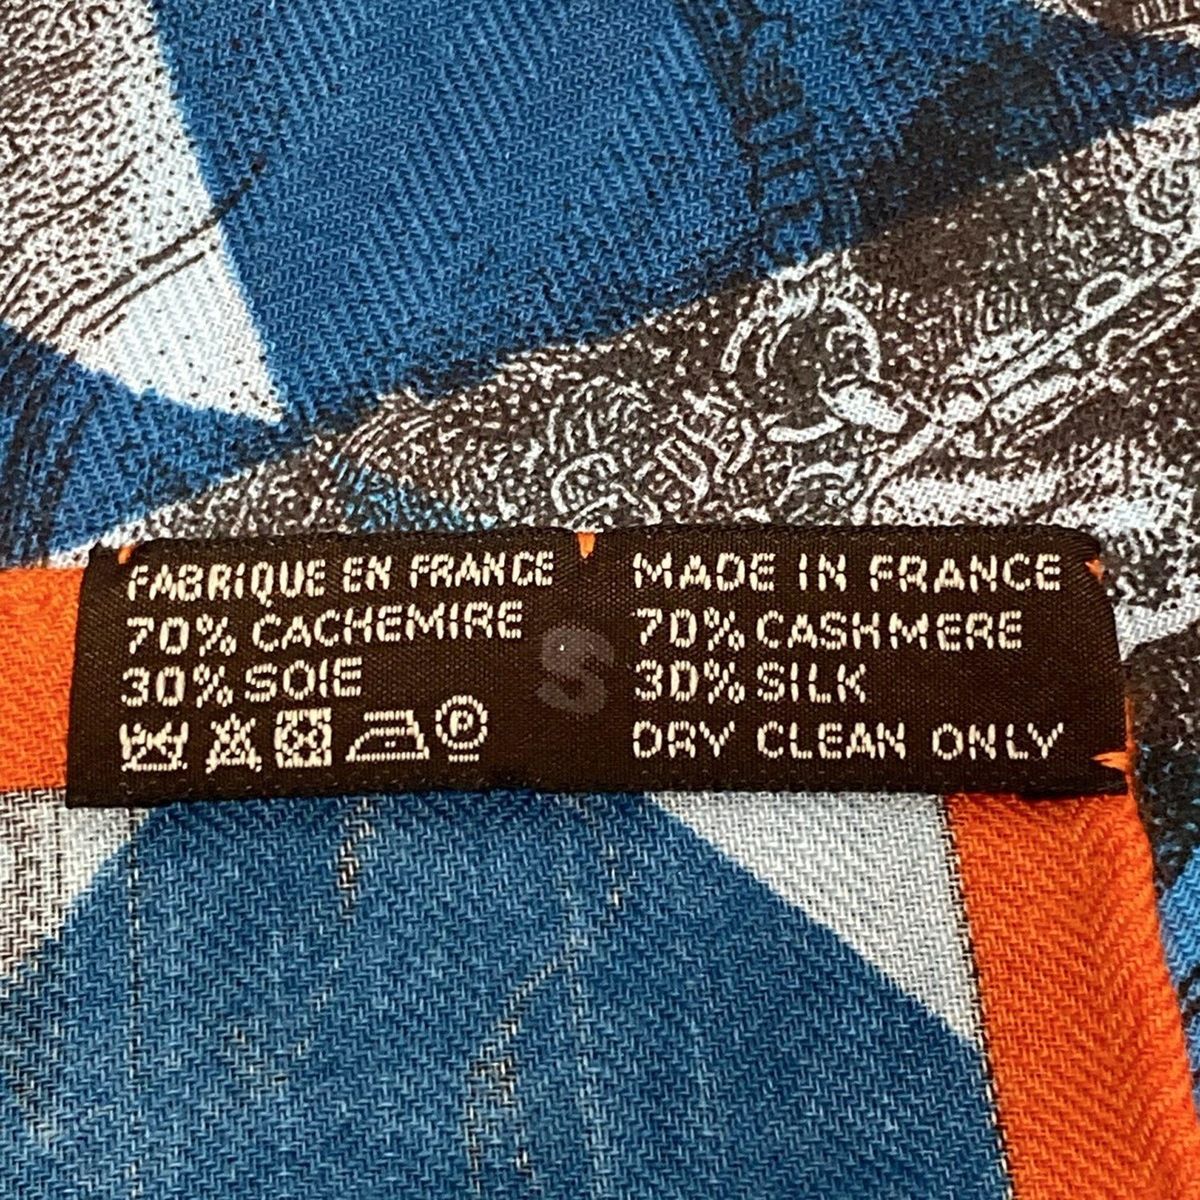 FABRIQUE EN FRANCE
70% CACHEMIRE
30% SOIE
P
S
MADE IN FRANCE
70% CASHMERE
30% SILK
DRY CLEAN ONLY